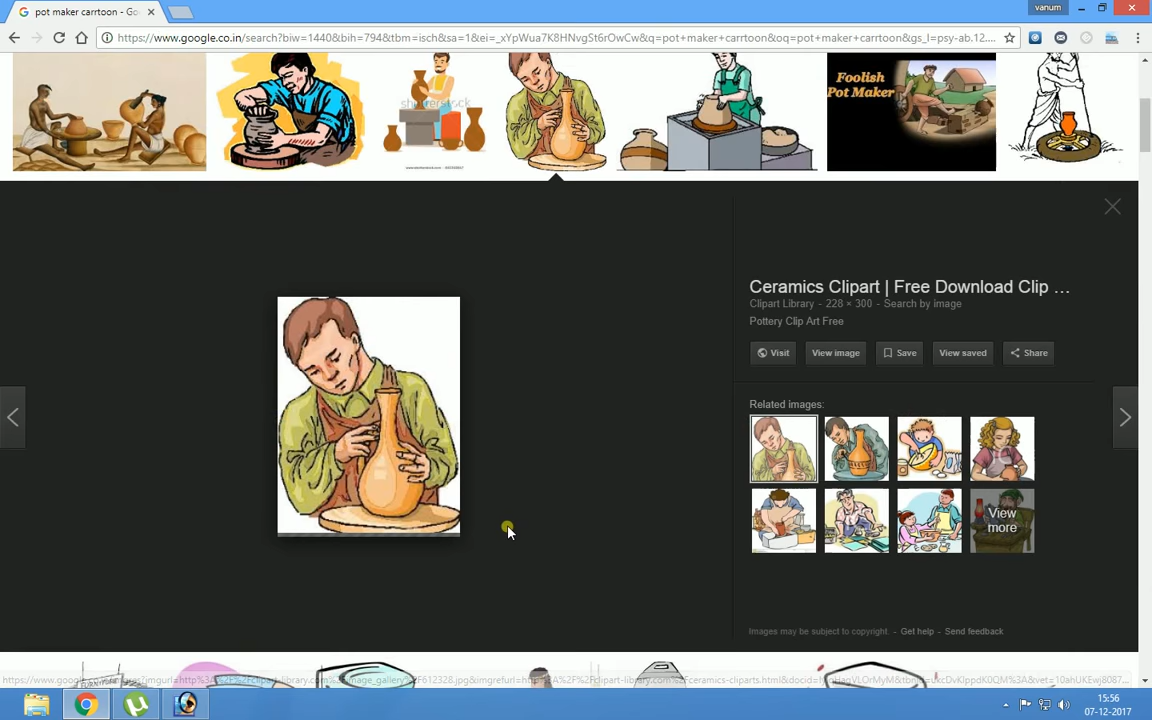 pot maker carrtoon - Go
vanum
https://www.google.co.in/search?biw=1440&bih=794&tbm=isch&sa=1&ei=_xYpWua7K8HNvgSt6rOwCw&q=pot+maker+carrtoon&oq=pot+maker+carrtoon&gs_l=psy-ab.12....
shutterstock
Foolish
Pot Maker
Ceramics Clipart | Free Download Clip ...
Clipart Library - 228 × 300 - Search by image
Pottery Clip Art Free
Visit
View image
Save
View saved
Share
Related images:
View
more
Images may be subject to copyright. - Get help - Send feedback
15:56
07-12-2017